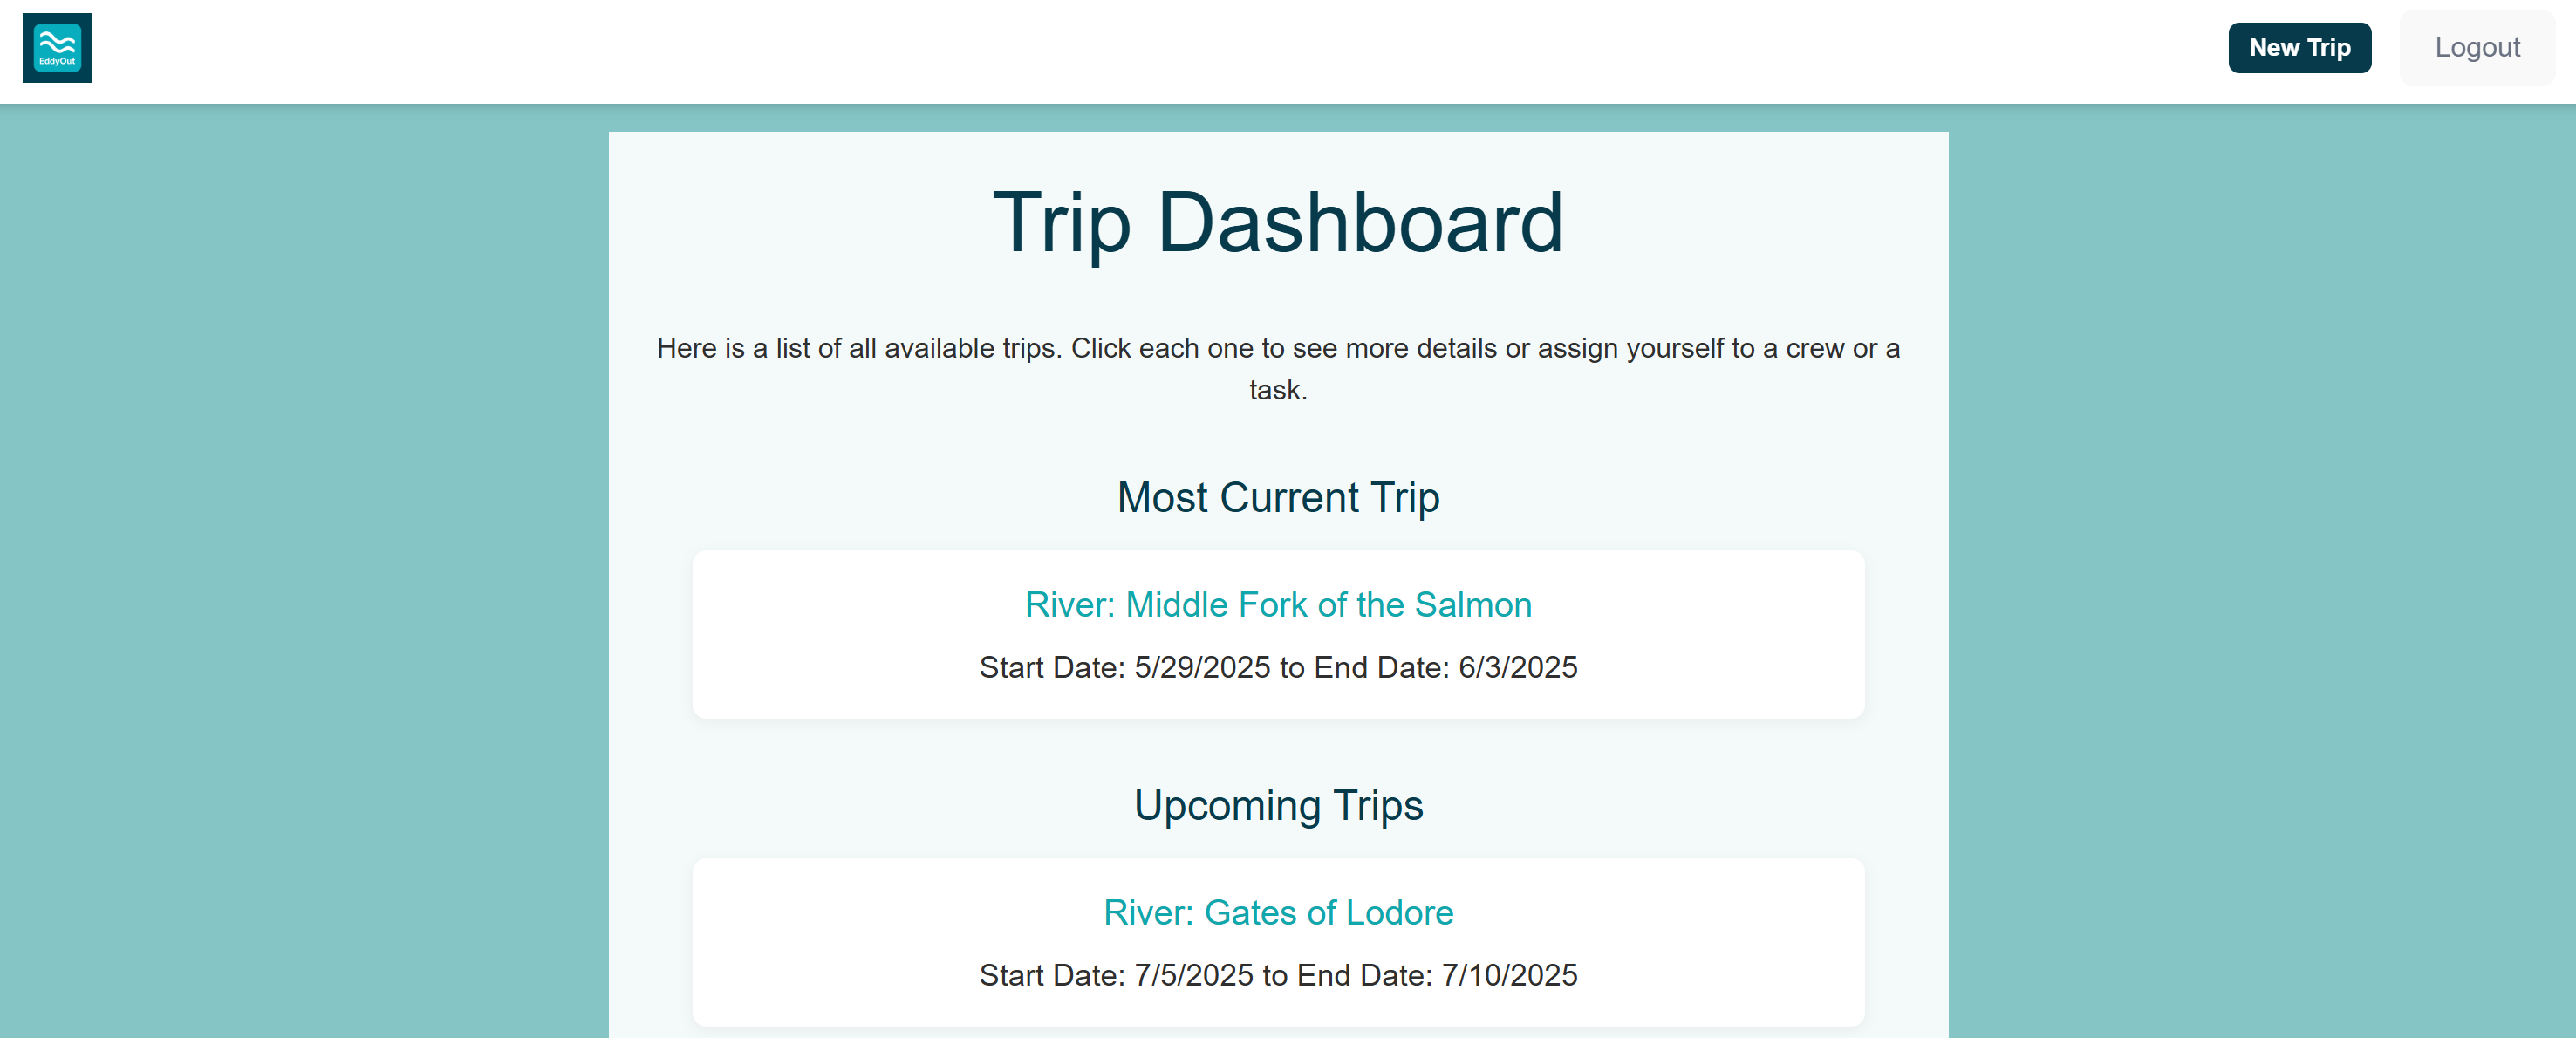 EddyOut
New Trip
Logout
Trip Dashboard
Here is a list of all available trips. Click each one to see more details or assign yourself to a crew or a
task.
Most Current Trip
River: Middle Fork of the Salmon
Start Date: 5/29/2025 to End Date: 6/3/2025
Upcoming Trips
River: Gates of Lodore
Start Date: 7/5/2025 to End Date: 7/10/2025